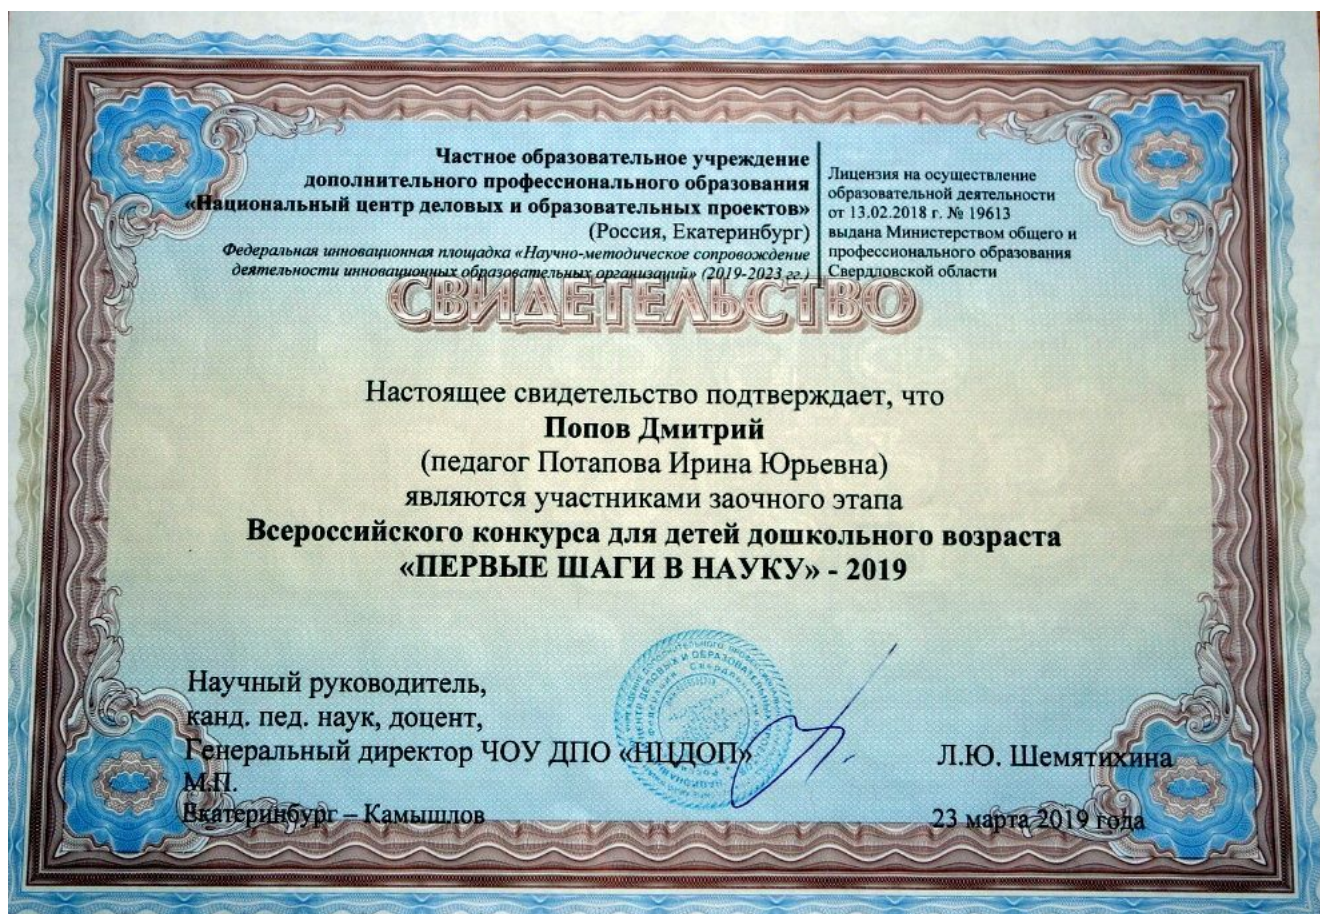 Частное образовательное учреждение
дополнительного профессионального образования
«Национальный центр деловых и образовательных проектов»
(Россия, Екатеринбург)
Федеральная инновационная площадка «Научно-методическое сопровождение
деятельности инновационных образовательных организаций» (2019-2023 гг.)
Лицензия на осуществление
образовательной деятельности
от 13.02.2018 г. № 19613
выдана Министерством общего и
профессионального образования
Свердловской области
СВИДЕТЕЛЬСТВО
Настоящее свидетельство подтверждает, что
Попов Дмитрий
(педагог Потапова Ирина Юрьевна)
являются участниками заочного этапа
Всероссийского конкурса для детей дошкольного возраста
«ПЕРВЫЕ ШАГИ В НАУКУ» - 2019
Научный руководитель,
канд. пед. наук, доцент,
Генеральный директор ЧОУ ДПО «НЦДОП»
Л.Ю. Шемятихина
М.П.
Екатеринбург – Камышлов
23 марта 2019 года